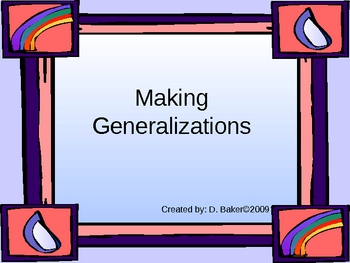 Making
Generalizations
Created by: D. Baker©2009